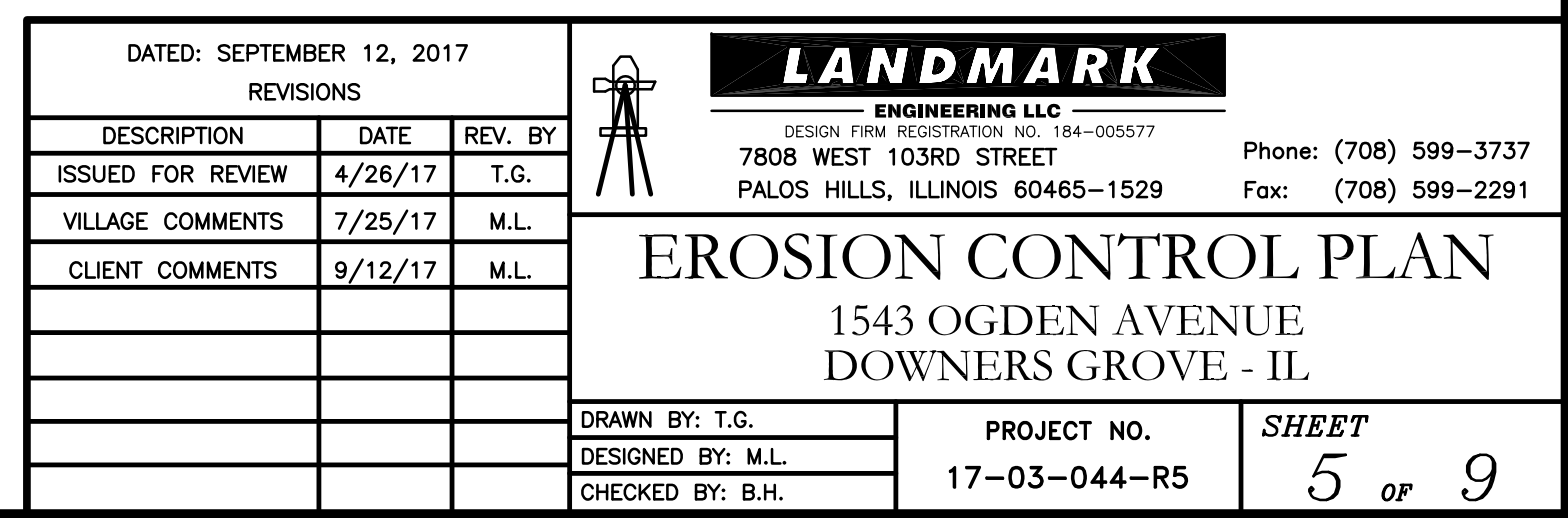 DATED: SEPTEMBER 12, 2017
REVISIONS
DESCRIPTION DATE REV. BY
ISSUED FOR REVIEW 4/26/17 T.G.
VILLAGE COMMENTS 7/25/17 M.L.
CLIENT COMMENTS 9/12/17 M.L.
LANDMARK
ENGINEERING LLC
DESIGN FIRM REGISTRATION NO. 184-005577
7808 WEST 103RD STREET
PALOS HILLS, ILLINOIS 60465-1529
Phone: (708) 599-3737
Fax: (708) 599-2291
EROSION CONTROL PLAN
1543 OGDEN AVENUE
DOWNERS GROVE - IL
DRAWN BY: T.G.
DESIGNED BY: M.L.
CHECKED BY: B.H.
PROJECT NO.
17-03-044-R5
SHEET
5 OF 9